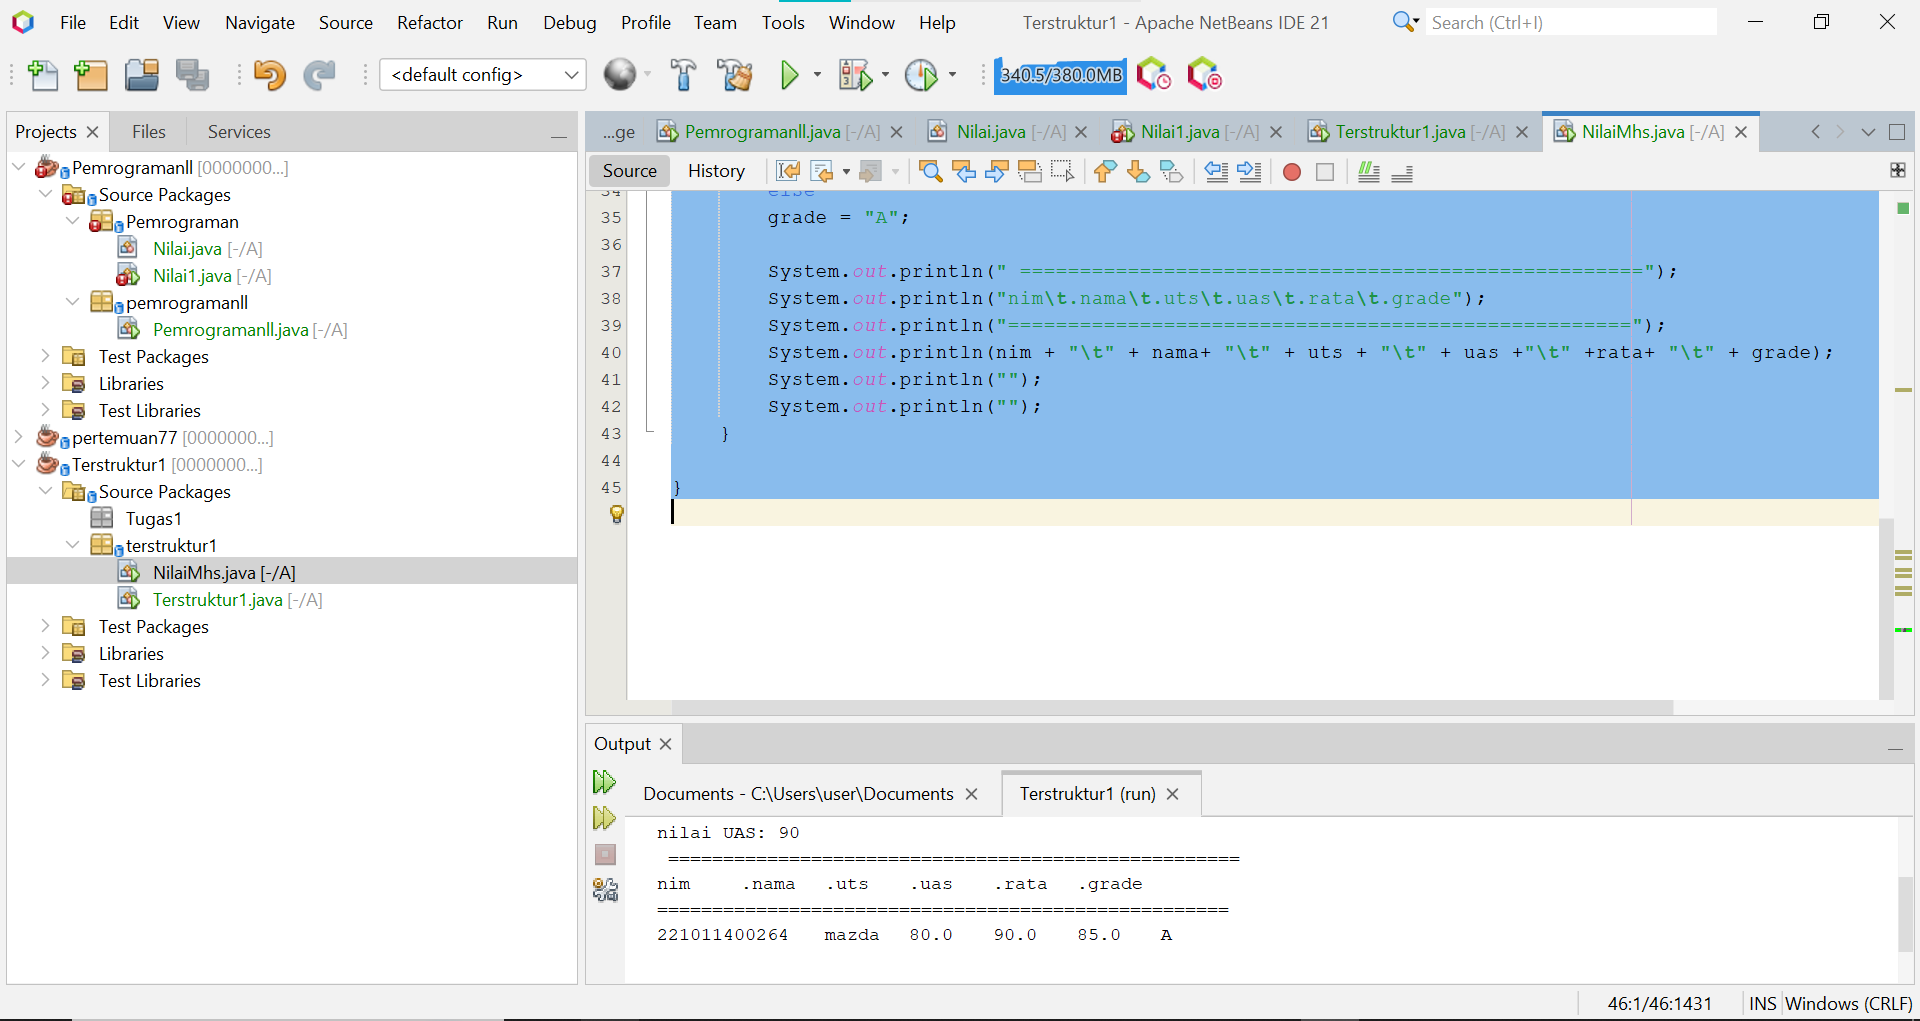 File Edit View Navigate Source Refactor Run Debug Profile Team Tools Window Help
Terstruktur1 - Apache NetBeans IDE 21
Search (Ctrl+I)
<default config>
340.5/380.0MB
Projects Files Services
Pemrogramanll [0000000...]
Source Packages
Pemrograman
Nilai.java [-/A]
Nilai1.java [-/A]
pemrogramanll
Pemrogramanll.java [-/A]
Test Packages
Libraries
Test Libraries
pertemuan77 [0000000...]
Terstruktur1 [0000000...]
Source Packages
Tugas1
terstruktur1
NilaiMhs.java [-/A]
Terstruktur1.java [-/A]
Test Packages
Libraries
Test Libraries
...ge Pemrogramanll.java [-/A] Nilai.java [-/A] Nilai1.java [-/A] Terstruktur1.java [-/A] NilaiMhs.java [-/A]
Source History
34 else
35 grade = "A";
36
37 System.out.println(" ====================================================");
38 System.out.println("nim\t.nama\t.uts\t.uas\t.rata\t.grade");
39 System.out.println("====================================================");
40 System.out.println(nim + "\t" + nama+ "\t" + uts + "\t" + uas +"\t" +rata+ "\t" + grade);
41 System.out.println("");
42 System.out.println("");
43 }
44
45 }
Output
Documents - C:\Users\user\Documents Terstruktur1 (run)
nilai UAS: 90
====================================================
nim .nama .uts .uas .rata .grade
====================================================
221011400264 mazda 80.0 90.0 85.0 A
46:1/46:1431 INS Windows (CRLF)